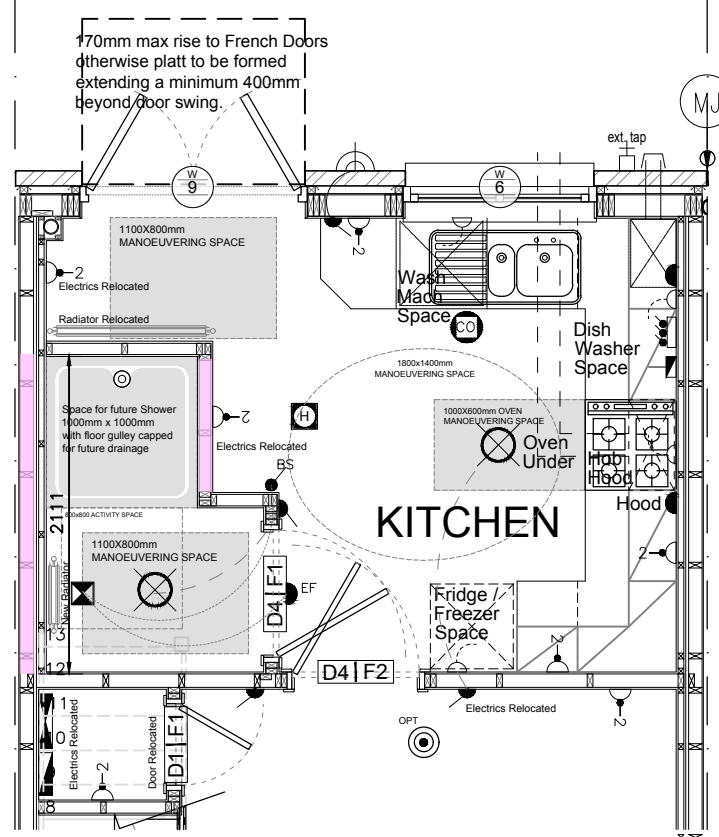 170mm max rise to French Doors
otherwise platt to be formed
extending a minimum 400mm
beyond door swing.
MJ
ext. tap
W
9
W
6
1100X800mm
MANOEUVERING SPACE
2
2
Electrics Relocated
Wash
Mach
Space
CO
Radiator Relocated
Dish
Washer
Space
1800x1400mm
MANOEUVERING SPACE
Space for future Shower
1000mm x 1000mm
with floor gulley capped
for future drainage
2
H
1000X600mm OVEN
MANOEUVERING SPACE
Oven
Under
Hob
Hood
Electrics Relocated
BS
Hood
2111
800x800 ACTIVITY SPACE
KITCHEN
1100X800mm
MANOEUVERING SPACE
2
New Radiator
D4 F1
EF
Fridge /
Freezer
Space
13
2
12
D4 F2
Electrics Relocated
2
OPT
1
0
8
Electrics Relocated
2
Door Relocated
D1 F1